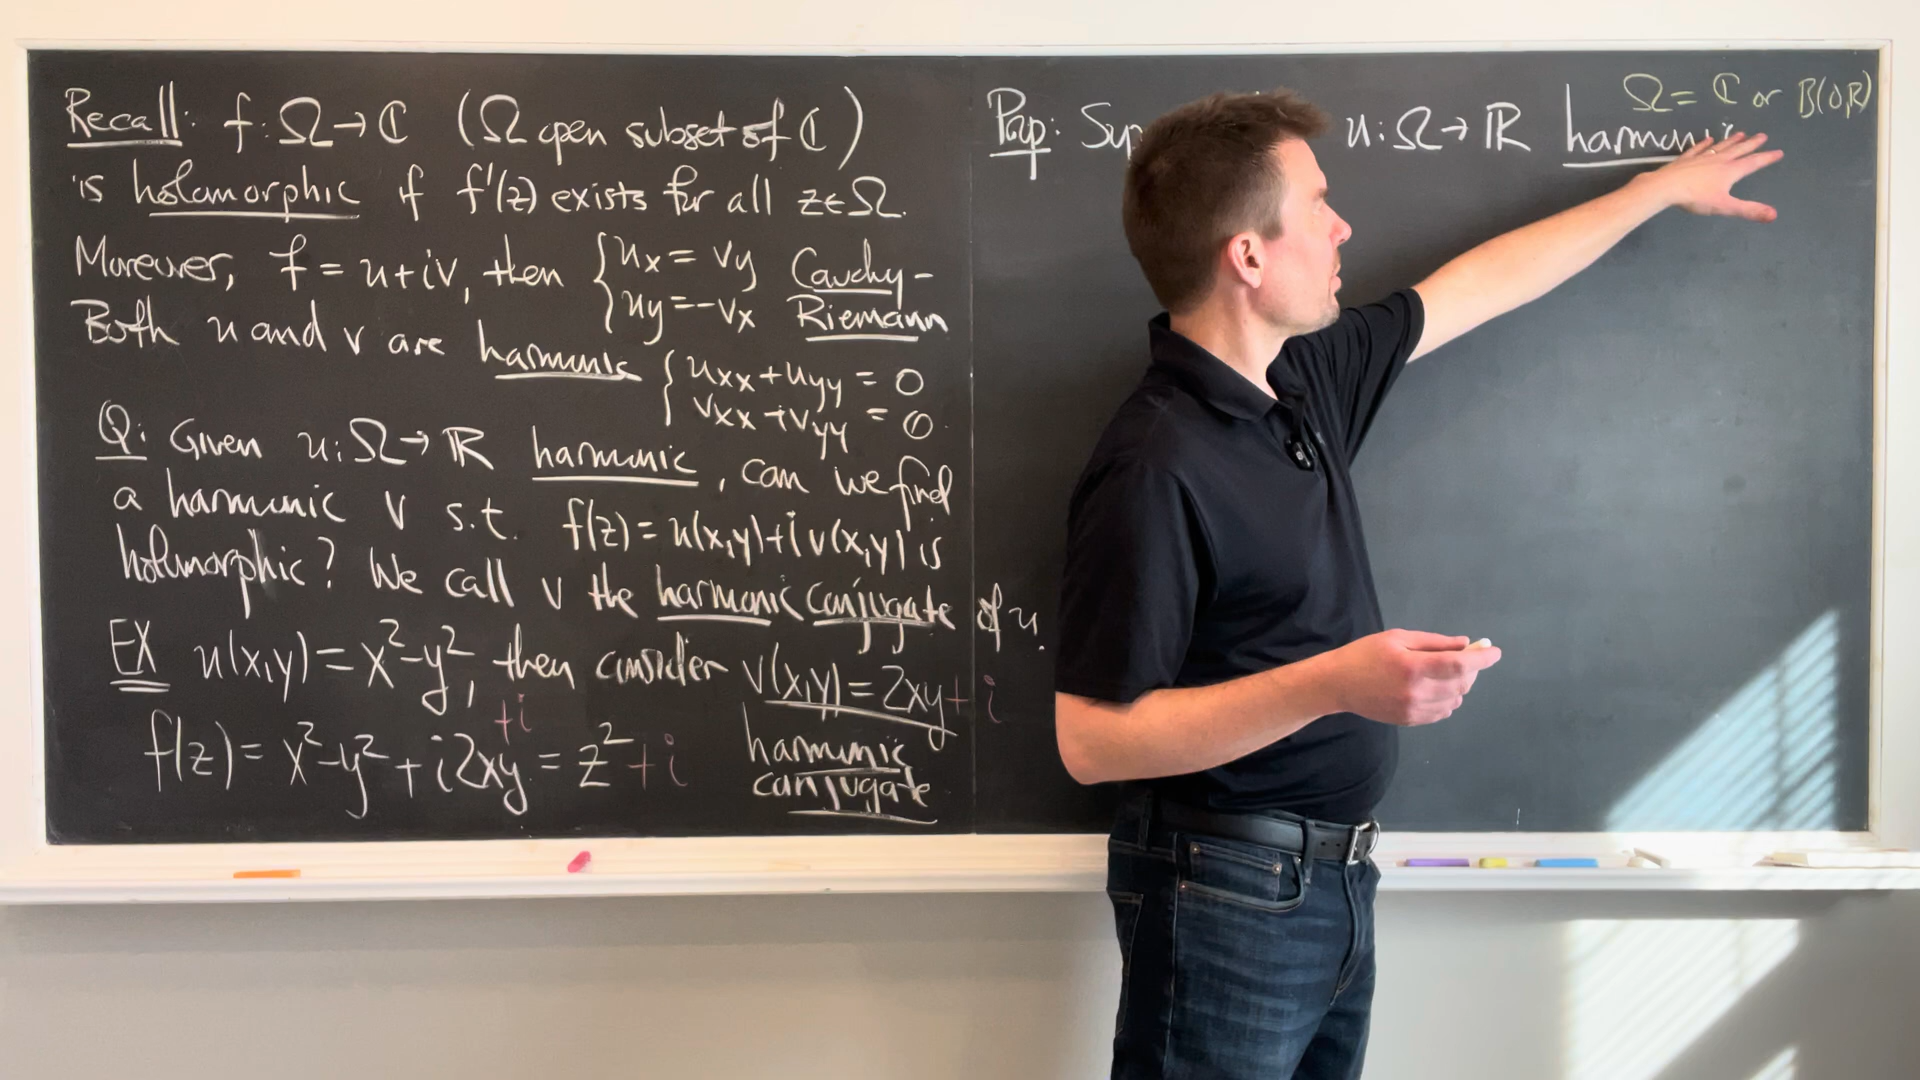 Recall: f: Ω→ℂ (Ω open subset of ℂ)
is holomorphic if f'(z) exists for all z∈Ω.
Moreover, f = u+iv, then { ux = vy Cauchy-
uy = -vx Riemann
Both u and v are harmonic { uxx + uyy = 0
vxx + vyy = 0.
Q: Given u: Ω→ℝ harmonic, can we find
a harmonic v s.t. f(z) = u(x,y)+i v(x,y) is
holomorphic? We call v the harmonic conjugate of u.
EX u(x,y) = x²-y², then consider v(x,y) = 2xy + i
+i
f(z) = x²-y² + i2xy = z² + i
harmonic
conjugate
Ω = ℂ or B(0,R)
Prop: u: Ω→ℝ harmonic